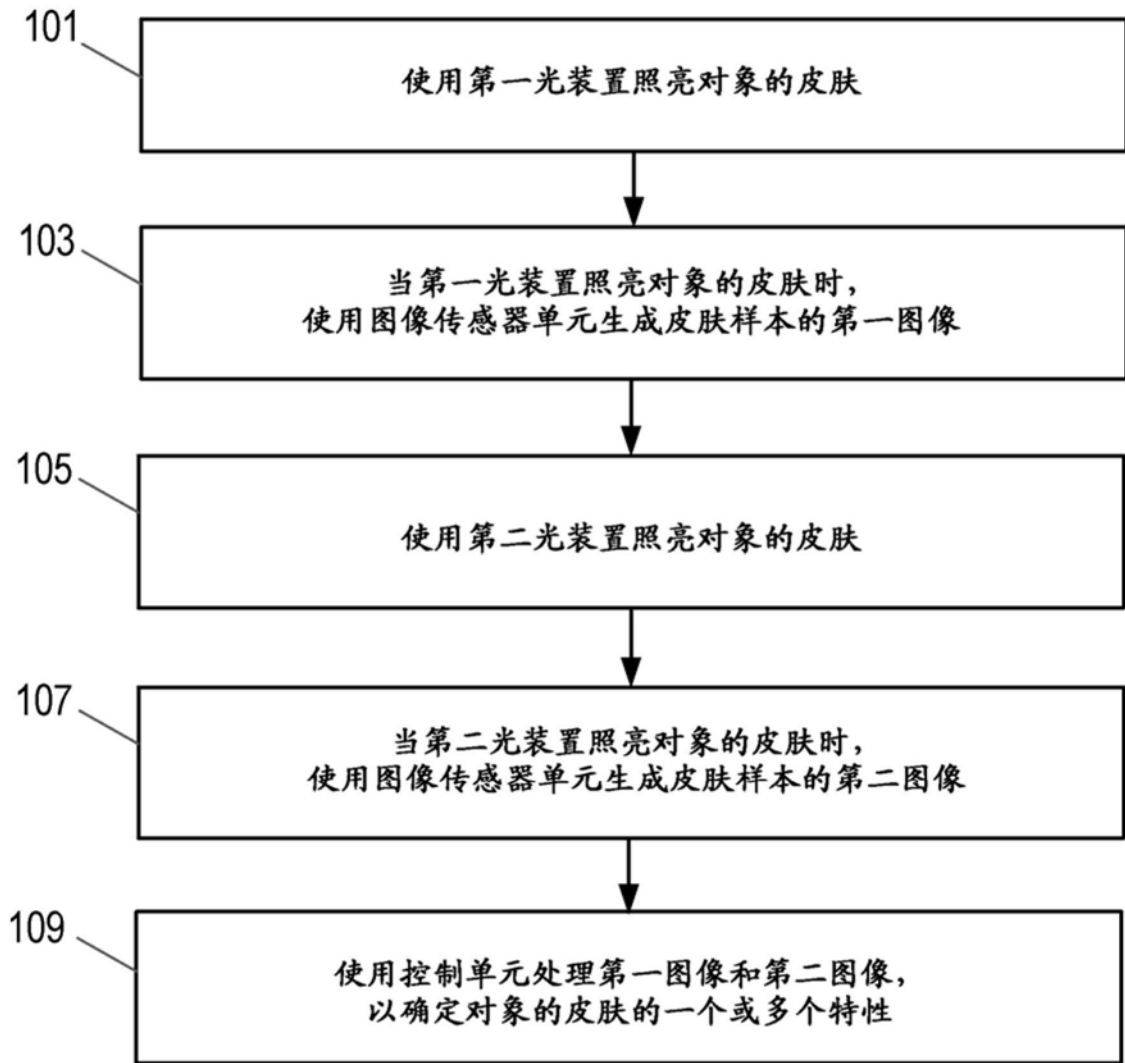 101
使用第一光装置照亮对象的皮肤
103
当第一光装置照亮对象的皮肤时，
使用图像传感器单元生成皮肤样本的第一图像
105
使用第二光装置照亮对象的皮肤
107
当第二光装置照亮对象的皮肤时，
使用图像传感器单元生成皮肤样本的第二图像
109
使用控制单元处理第一图像和第二图像，
以确定对象的皮肤的一个或多个特性